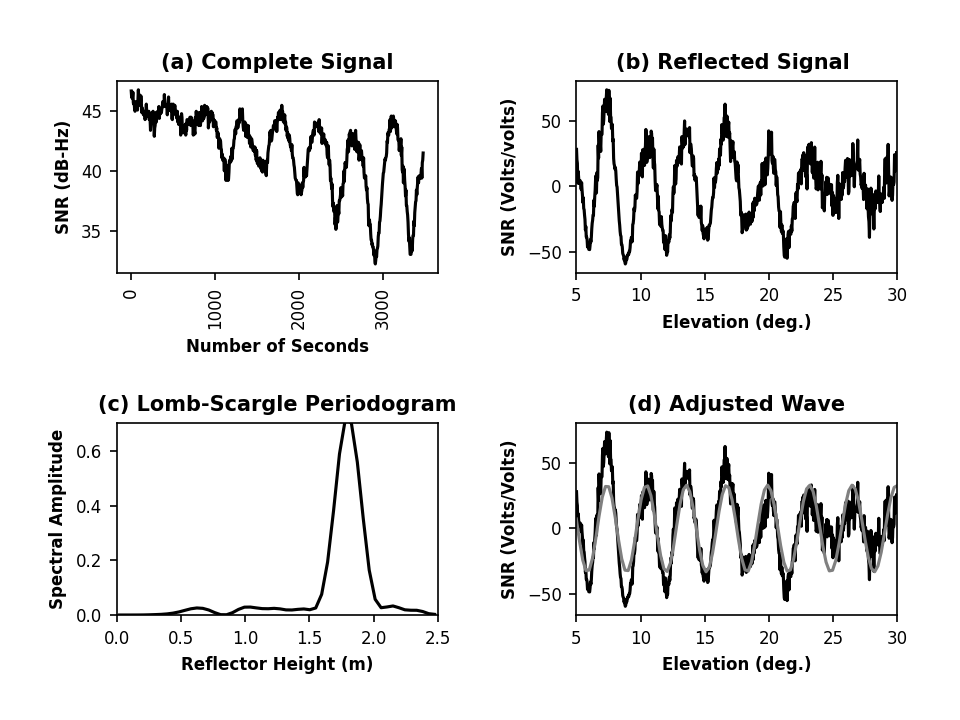 (a) Complete Signal
SNR (dB-Hz)
45
40
35
0
1000
2000
3000
Number of Seconds
(b) Reflected Signal
SNR (Volts/volts)
50
0
−50
5 10 15 20 25 30
Elevation (deg.)
(c) Lomb-Scargle Periodogram
Spectral Amplitude
0.6
0.4
0.2
0.0
0.0 0.5 1.0 1.5 2.0 2.5
Reflector Height (m)
(d) Adjusted Wave
SNR (Volts/Volts)
50
0
−50
5 10 15 20 25 30
Elevation (deg.)